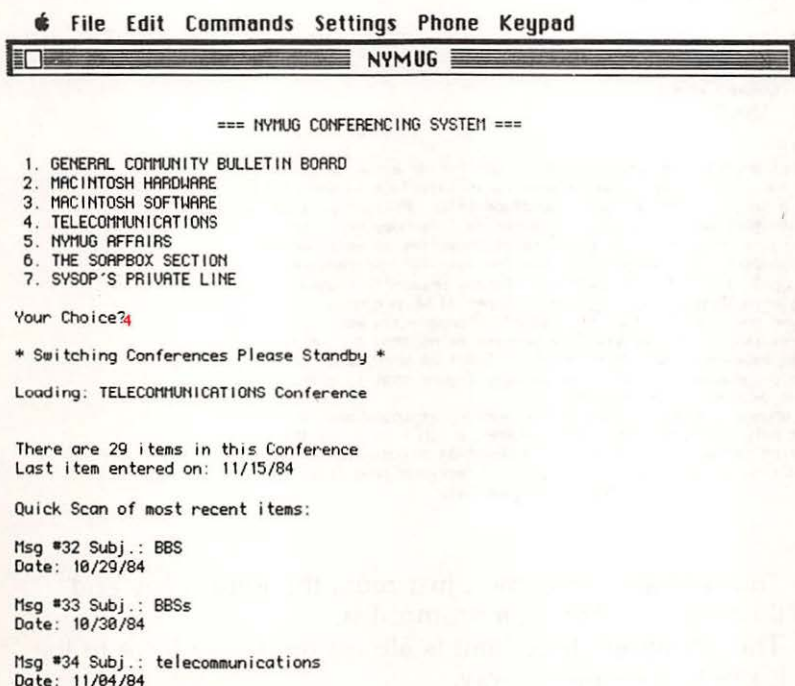 File Edit Commands Settings Phone Keypad
NYMUG
=== NYMUG CONFERENCING SYSTEM ===
1. GENERAL COMMUNITY BULLETIN BOARD
2. MACINTOSH HARDWARE
3. MACINTOSH SOFTWARE
4. TELECOMMUNICATIONS
5. NYMUG AFFAIRS
6. THE SOAPBOX SECTION
7. SYSOP'S PRIVATE LINE
Your Choice?4
* Switching Conferences Please Standby *
Loading: TELECOMMUNICATIONS Conference
There are 29 items in this Conference
Last item entered on: 11/15/84
Quick Scan of most recent items:
Msg #32 Subj.: BBS
Date: 10/29/84
Msg #33 Subj.: BBSs
Date: 10/30/84
Msg #34 Subj.: telecommunications
Date: 11/04/84